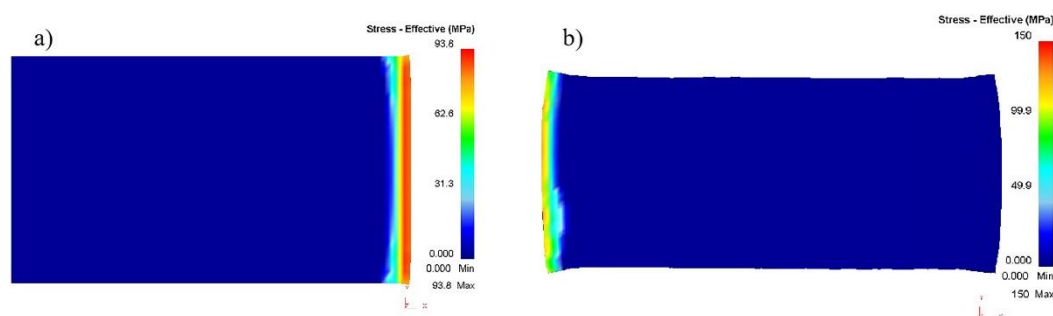 a)
Stress - Effective (MPa)
93.8
62.6
31.3
0.000
0.000 Min
93.8 Max
b)
Stress - Effective (MPa)
150
99.9
49.9
0.000
0.000 Min
150 Max